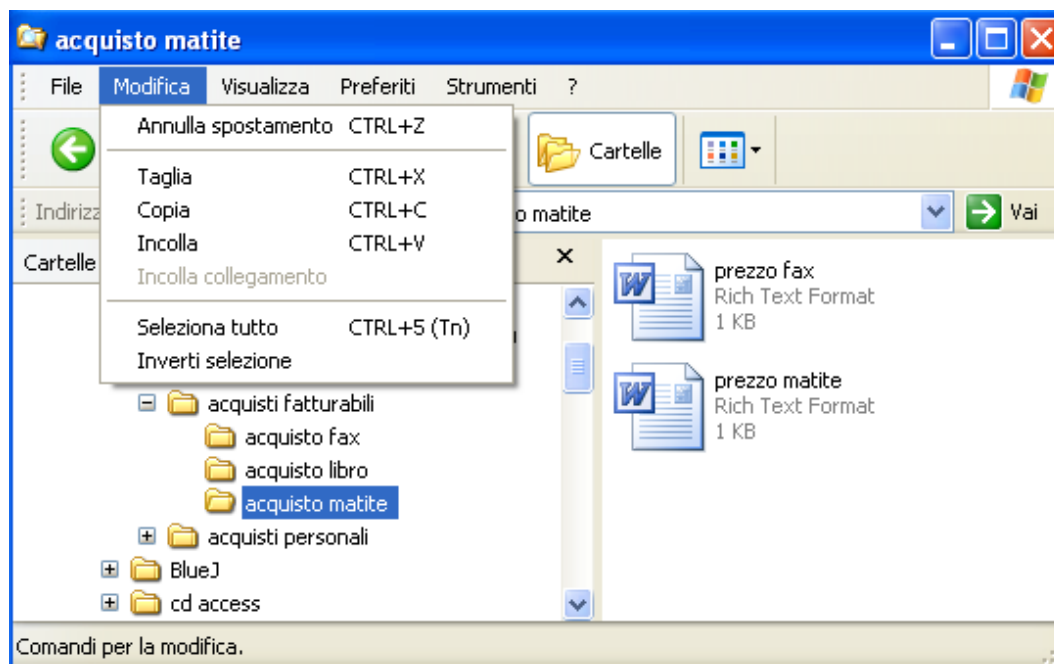 acquisto matite
File Modifica Visualizza Preferiti Strumenti ?
Annulla spostamento CTRL+Z
Cartelle
Taglia CTRL+X
Copia CTRL+C
Incolla CTRL+V
Incolla collegamento
Seleziona tutto CTRL+5 (Tn)
Inverti selezione
Indirizz o matite Vai
Cartelle
acquisti fatturabili
acquisto fax
acquisto libro
acquisto matite
acquisti personali
BlueJ
cd access
prezzo fax
Rich Text Format
1 KB
prezzo matite
Rich Text Format
1 KB
Comandi per la modifica.